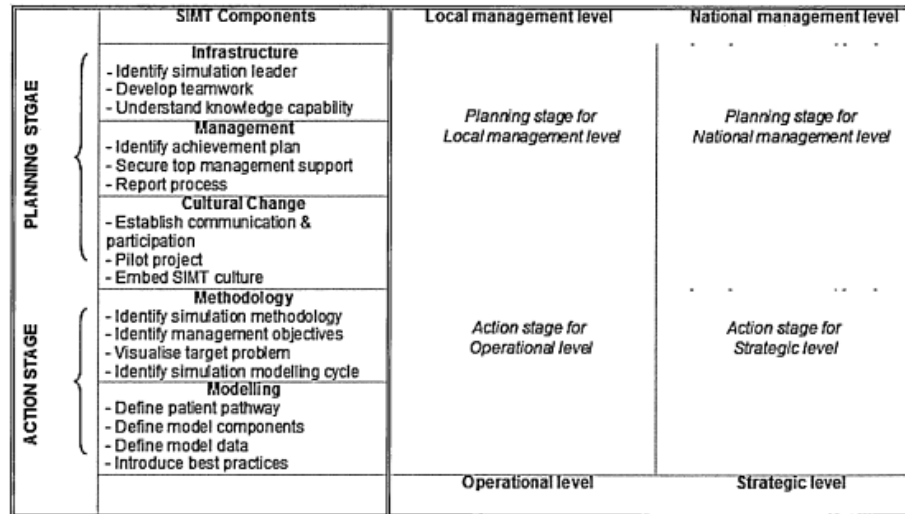 SIMT Components
Local management level
National management level
PLANNING STGAE
Infrastructure
- Identify simulation leader
- Develop teamwork
- Understand knowledge capability
Management
- Identify achievement plan
- Secure top management support
- Report process
Cultural Change
- Establish communication &
participation
- Pilot project
- Embed SIMT culture
Planning stage for
Local management level
Planning stage for
National management level
ACTION STAGE
Methodology
- Identify simulation methodology
- Identify management objectives
- Visualise target problem
- Identify simulation modelling cycle
Modelling
- Define patient pathway
- Define model components
- Define model data
- Introduce best practices
Action stage for
Operational level
Action stage for
Strategic level
Operational level
Strategic level